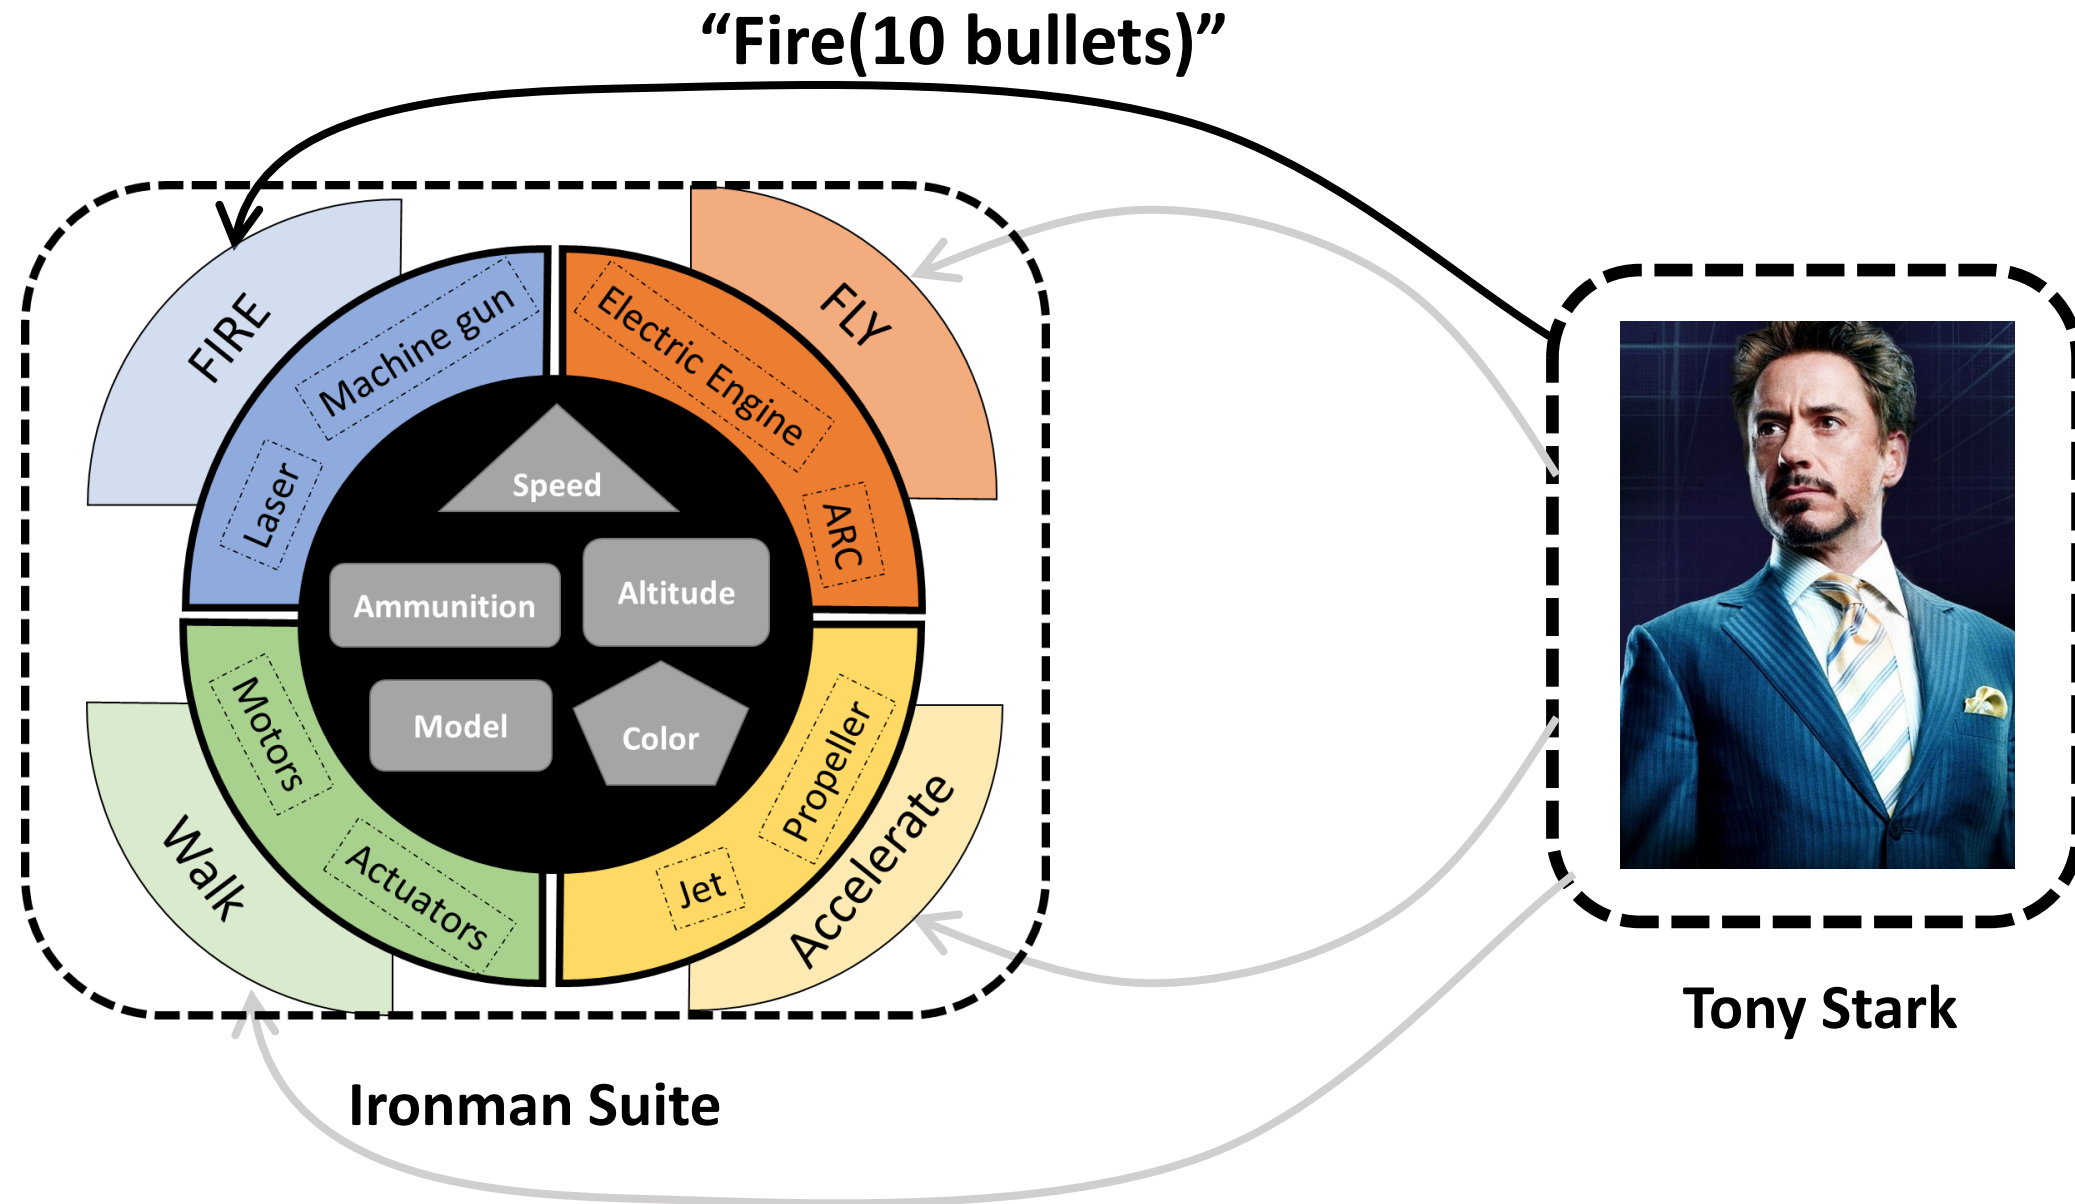 “Fire(10 bullets)”
FIRE
FLY
Machine gun
Laser
Electric Engine
ARC
Speed
Ammunition
Altitude
Model
Color
Motors
Actuators
Propeller
Jet
Walk
Accelerate
Tony Stark
Ironman Suite